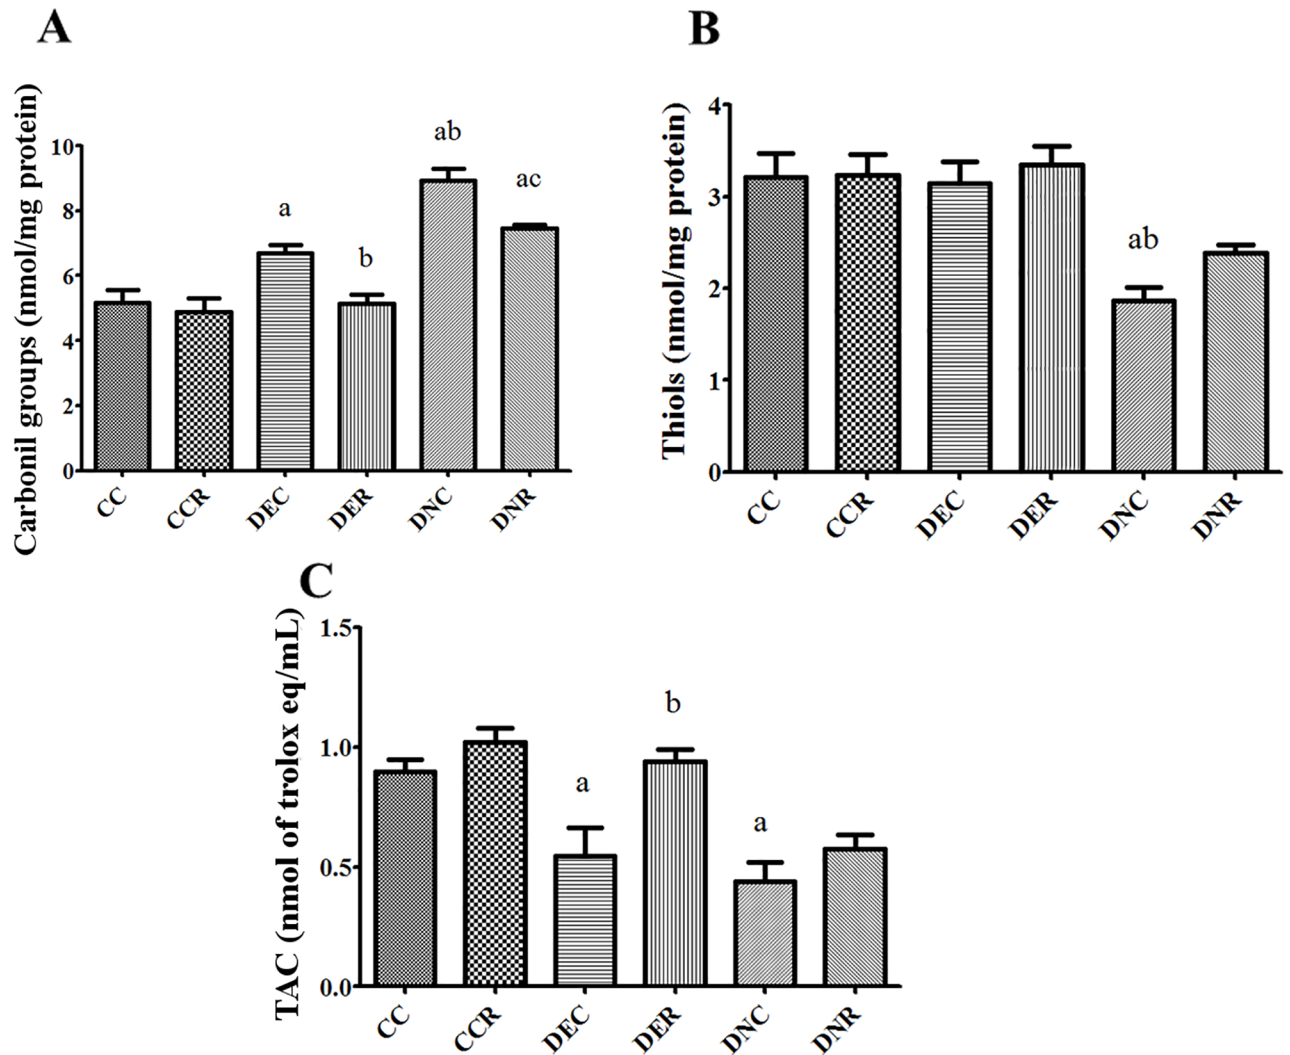 A
Carbonil groups (nmol/mg protein)
10
8
6
4
2
0
a
b
ab
ac
CC
CCR
DEC
DER
DNC
DNR
B
Thiols (nmol/mg protein)
4
3
2
1
0
ab
CC
CCR
DEC
DER
DNC
DNR
C
TAC (nmol of trolox eq/mL)
1.5
1.0
0.5
0.0
a
b
a
CC
CCR
DEC
DER
DNC
DNR